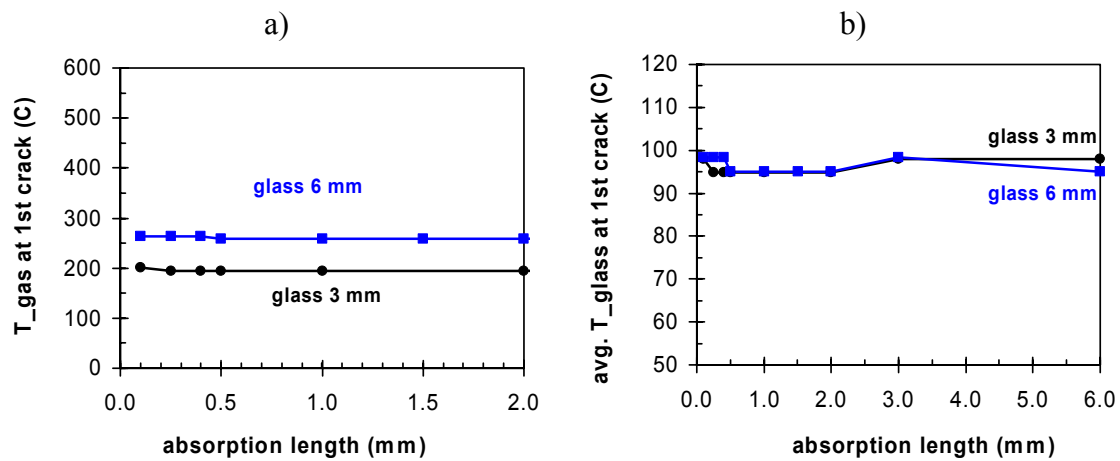 a)
600
500
400
300
200
100
0
T_gas at 1st crack (C)
glass 6 mm
glass 3 mm
0.0 0.5 1.0 1.5 2.0
absorption length (mm)
b)
120
110
100
90
80
70
60
50
avg. T_glass at 1st crack (C)
glass 3 mm
glass 6 mm
0.0 1.0 2.0 3.0 4.0 5.0 6.0
absorption length (mm)